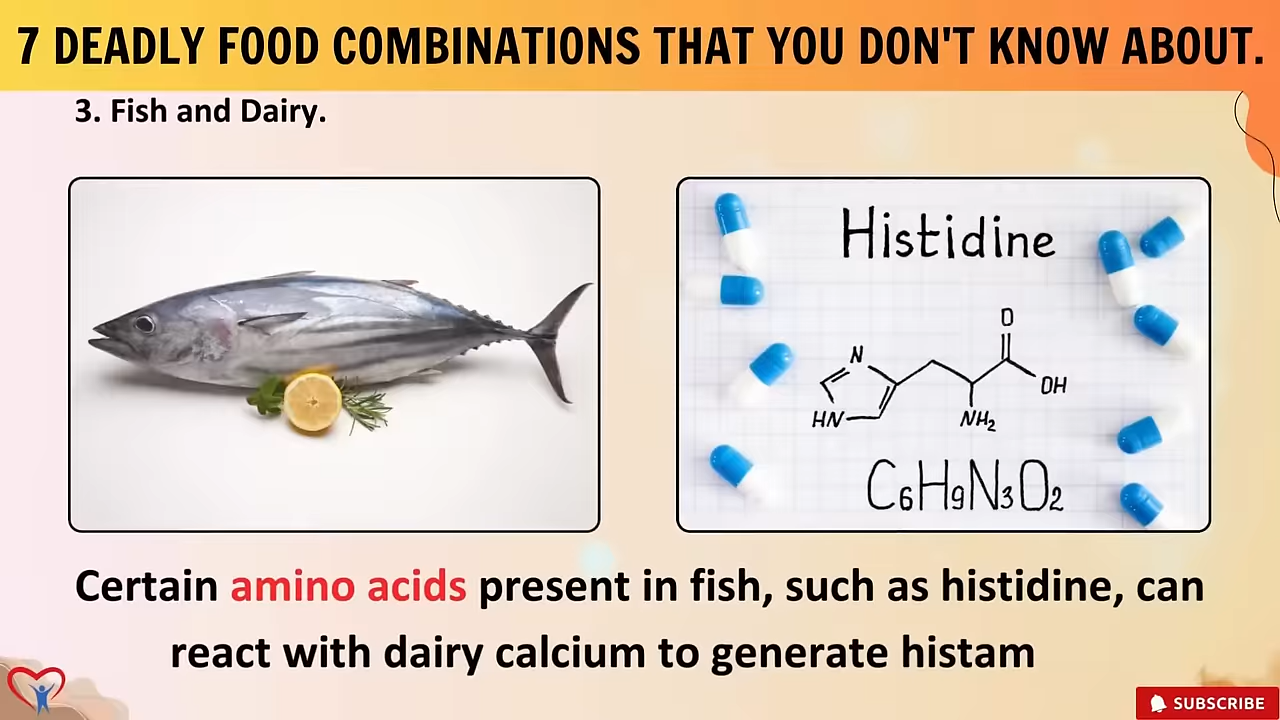 7 DEADLY FOOD COMBINATIONS THAT YOU DON'T KNOW ABOUT.
3. Fish and Dairy.
Histidine
O
N
OH
HN
NH₂
C₆H₉N₃O₂
Certain amino acids present in fish, such as histidine, can
react with dairy calcium to generate histam
SUBSCRIBE